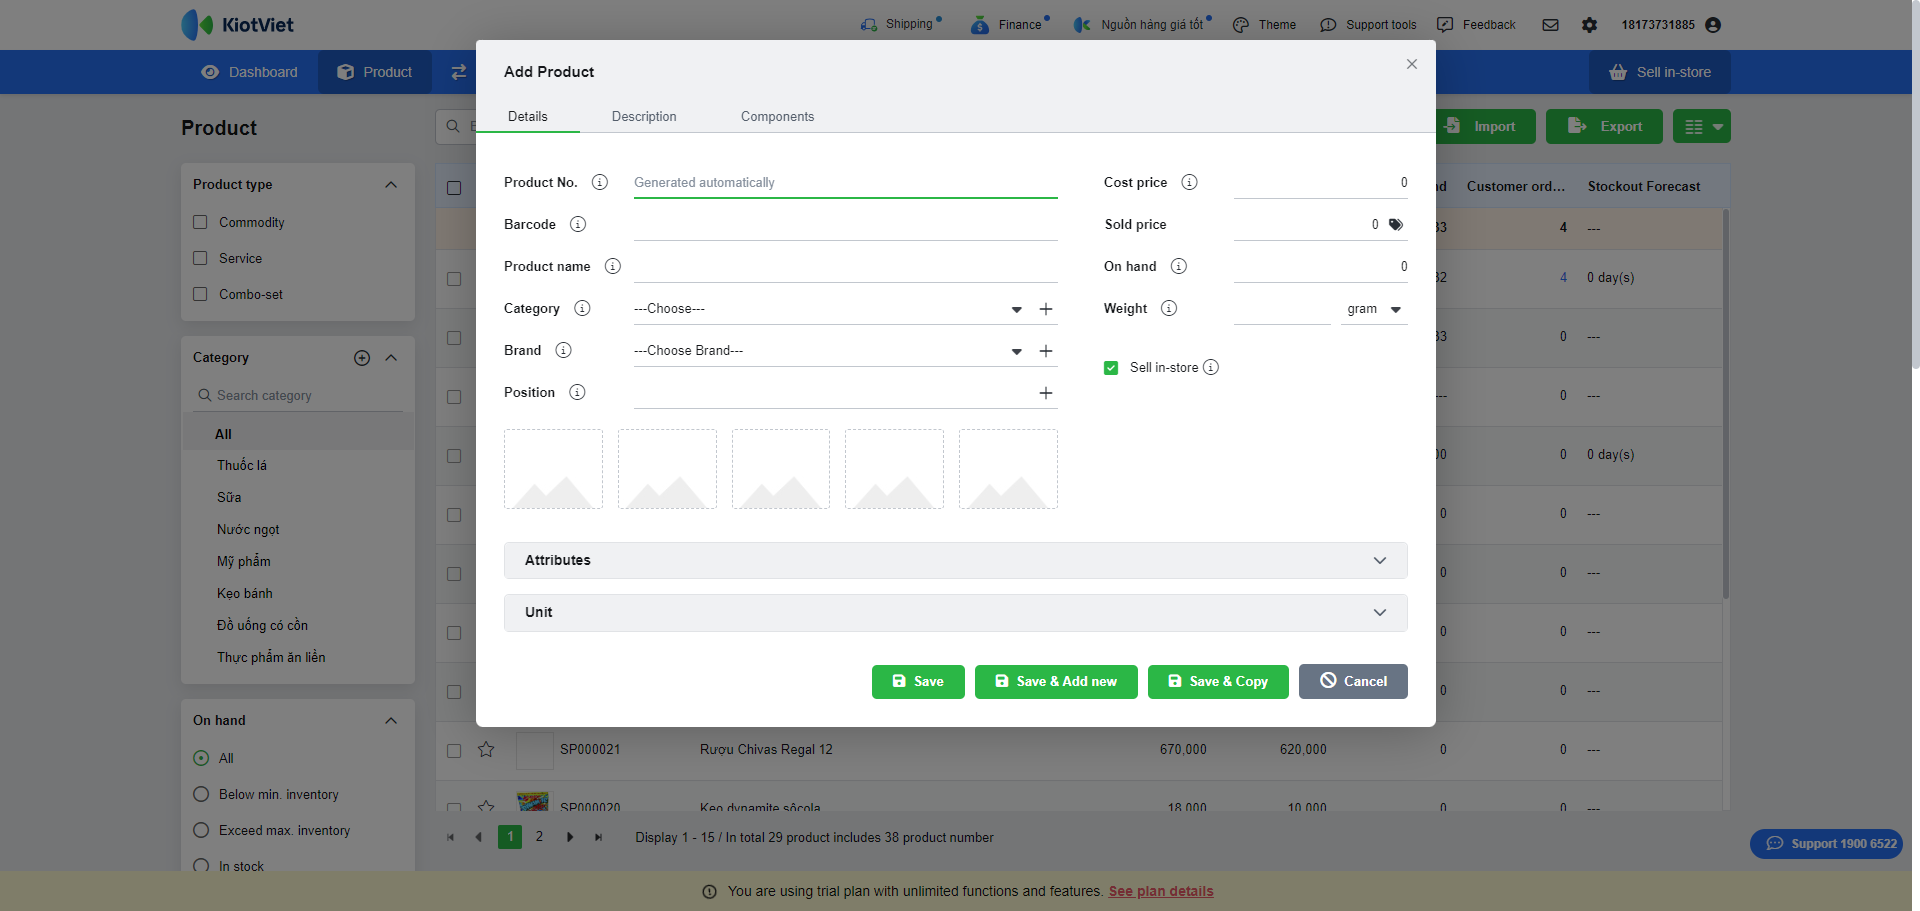 KiotViet
Shipping
Finance
Nguồn hàng giá tốt
Theme
Support tools
Feedback
18173731885
Dashboard
Product
Sell in-store
Product
Import
Export
Product type
Commodity
Service
Combo-set
Category
Search category
All
Thuốc lá
Sữa
Nước ngọt
Mỹ phẩm
Kẹo bánh
Đồ uống có cồn
Thực phẩm ăn liền
On hand
All
Below min. inventory
Exceed max. inventory
In stock
Add Product
Details
Description
Components
Product No.
Generated automatically
Barcode
Product name
Category
---Choose---
Brand
---Choose Brand---
Position
Cost price
0
Sold price
0
On hand
0
Weight
gram
Sell in-store
Attributes
Unit
Save
Save & Add new
Save & Copy
Cancel
Customer ord... Stockout Forecast
4 ---
4 0 day(s)
0 ---
0 ---
0 0 day(s)
0 0 ---
0 0 ---
0 0 ---
0 0 ---
SP000021 Rượu Chivas Regal 12 670,000 620,000 0 0 ---
SP000020 Kẹo dynamite sôcola 18,000 10,000 0 0 ---
1 2 Display 1 - 15 / In total 29 product includes 38 product number
Support 1900 6522
You are using trial plan with unlimited functions and features. See plan details